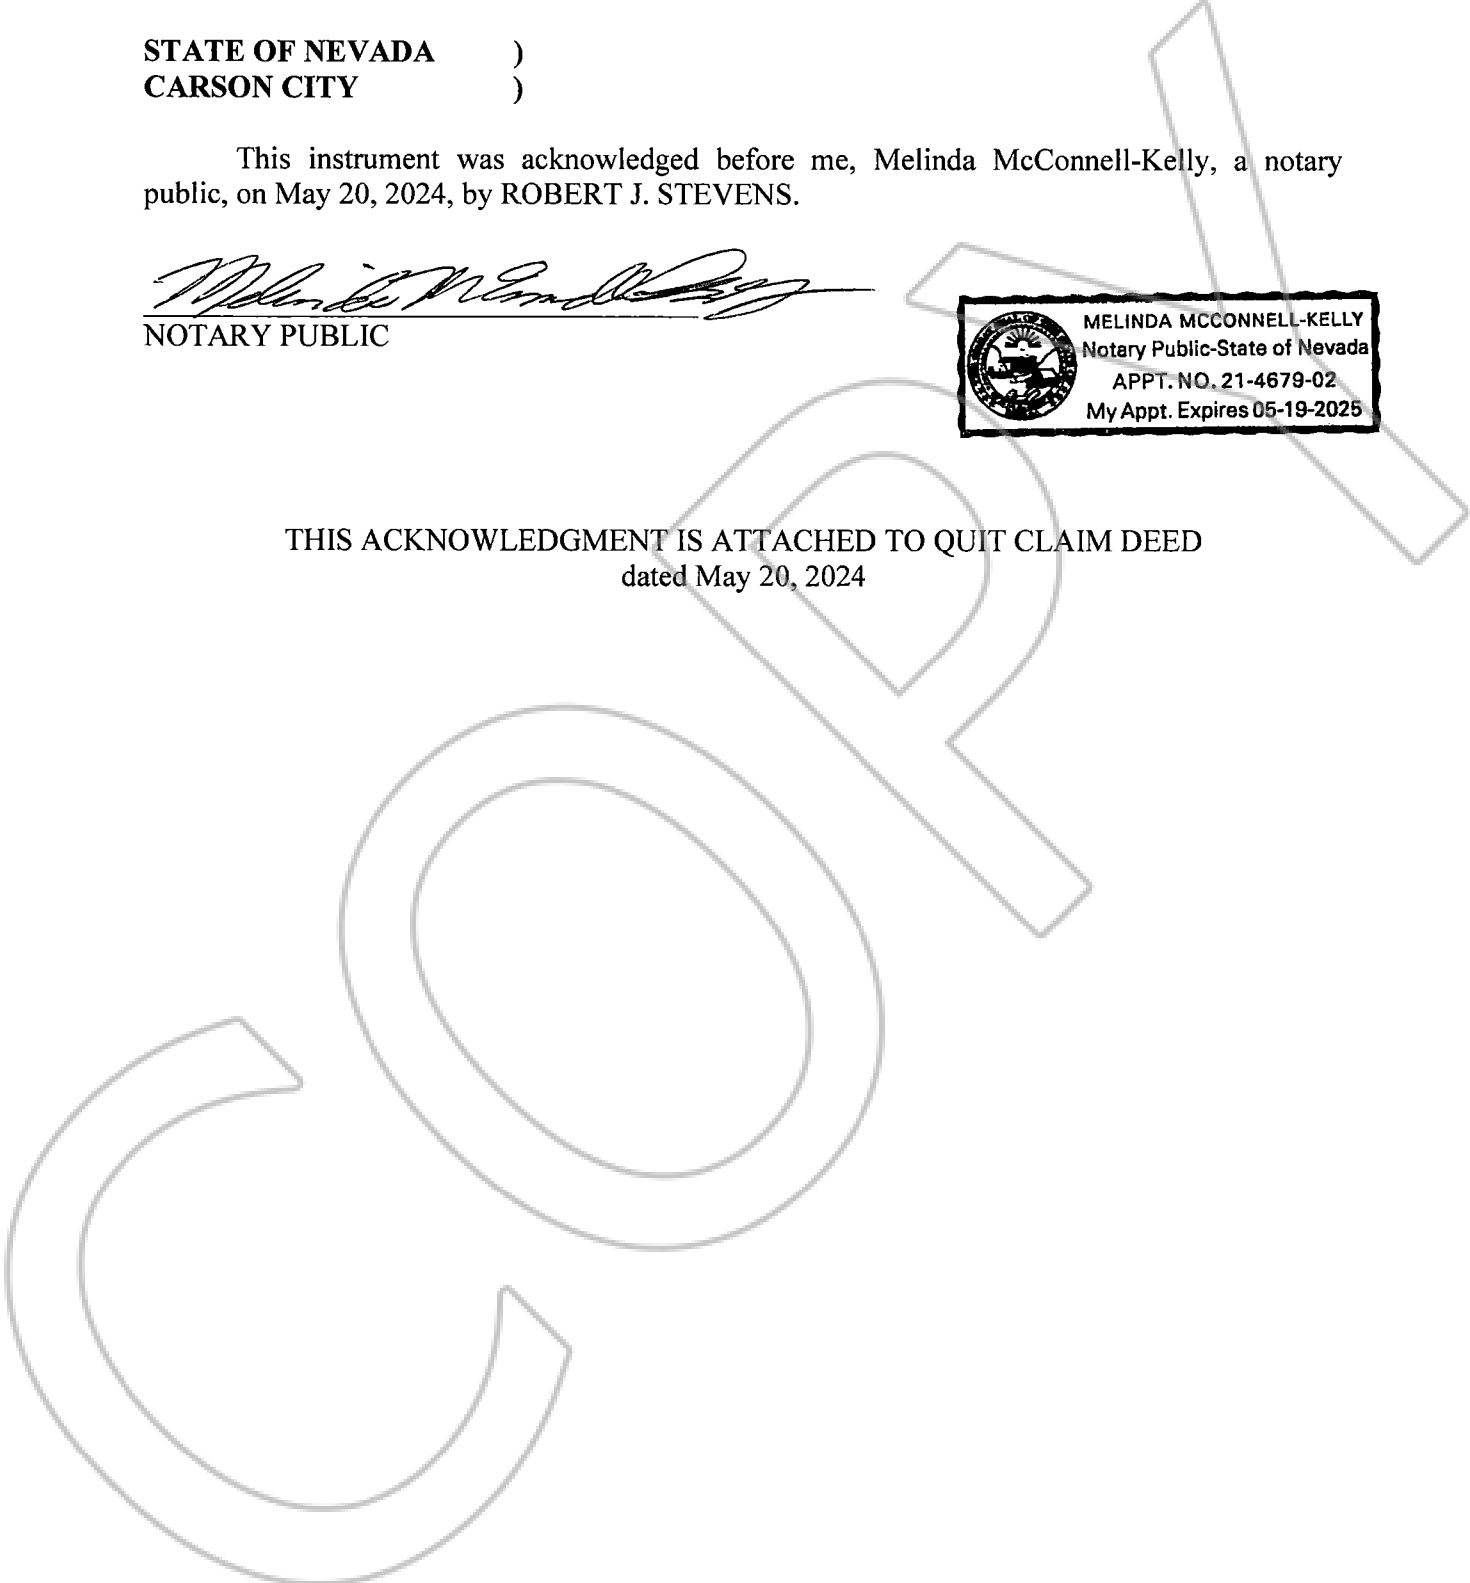 STATE OF NEVADA )
CARSON CITY )
This instrument was acknowledged before me, Melinda McConnell-Kelly, a notary
public, on May 20, 2024, by ROBERT J. STEVENS.
Melinda McConnell-Kelly
NOTARY PUBLIC
MELINDA MCCONNELL-KELLY
Notary Public-State of Nevada
APPT. NO. 21-4679-02
My Appt. Expires 05-19-2025
THIS ACKNOWLEDGMENT IS ATTACHED TO QUIT CLAIM DEED
dated May 20, 2024
COPY